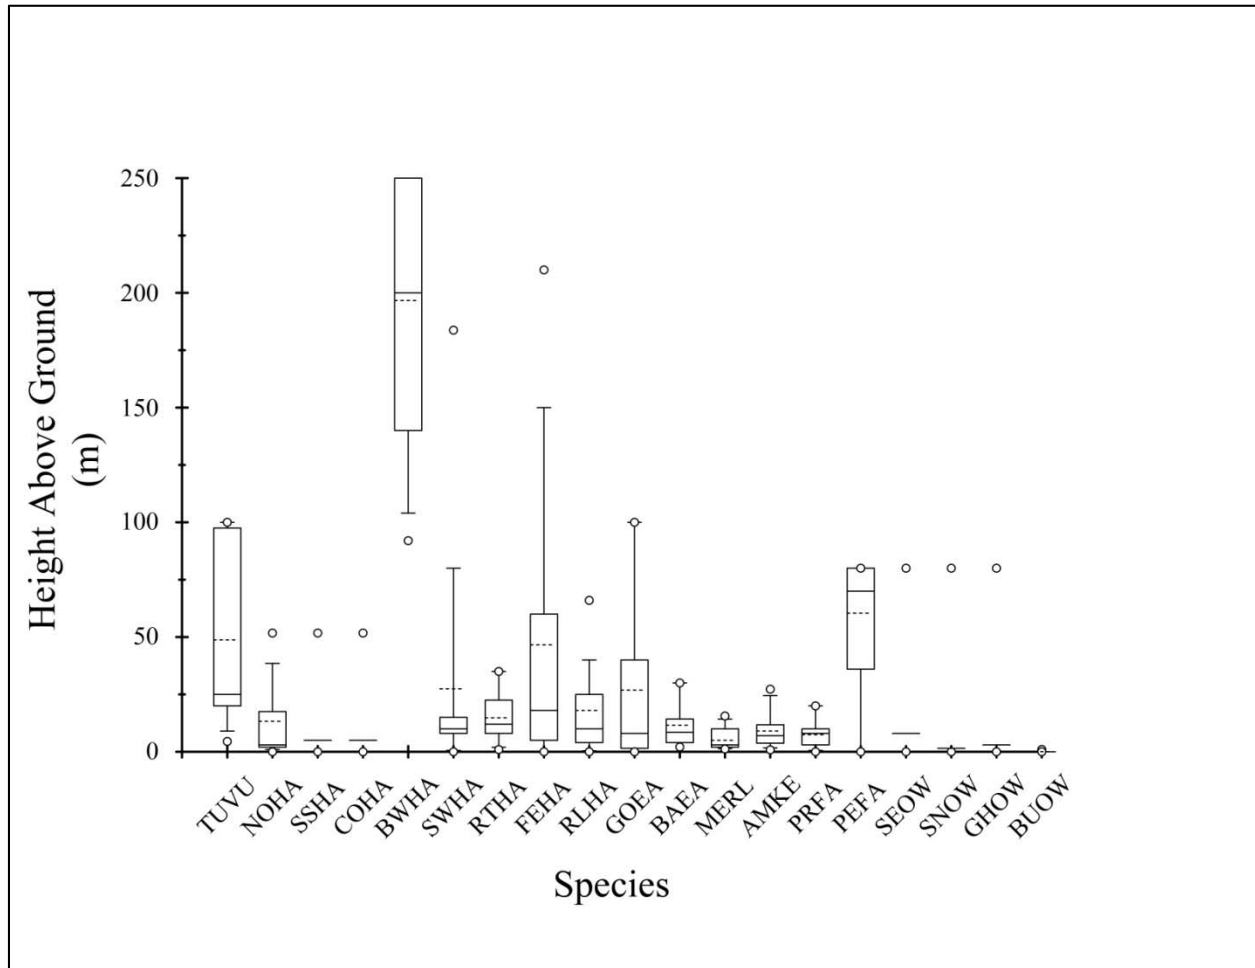 250
200
150
100
50
0
Height Above Ground
(m)
TUVU
NOHA
SSHA
COHA
BWHA
SWHA
RTHA
FEHA
RLHA
GOEA
BAEA
MERL
AMKE
PRFA
PEFA
SEOW
SNOW
GHOW
BUOW
Species